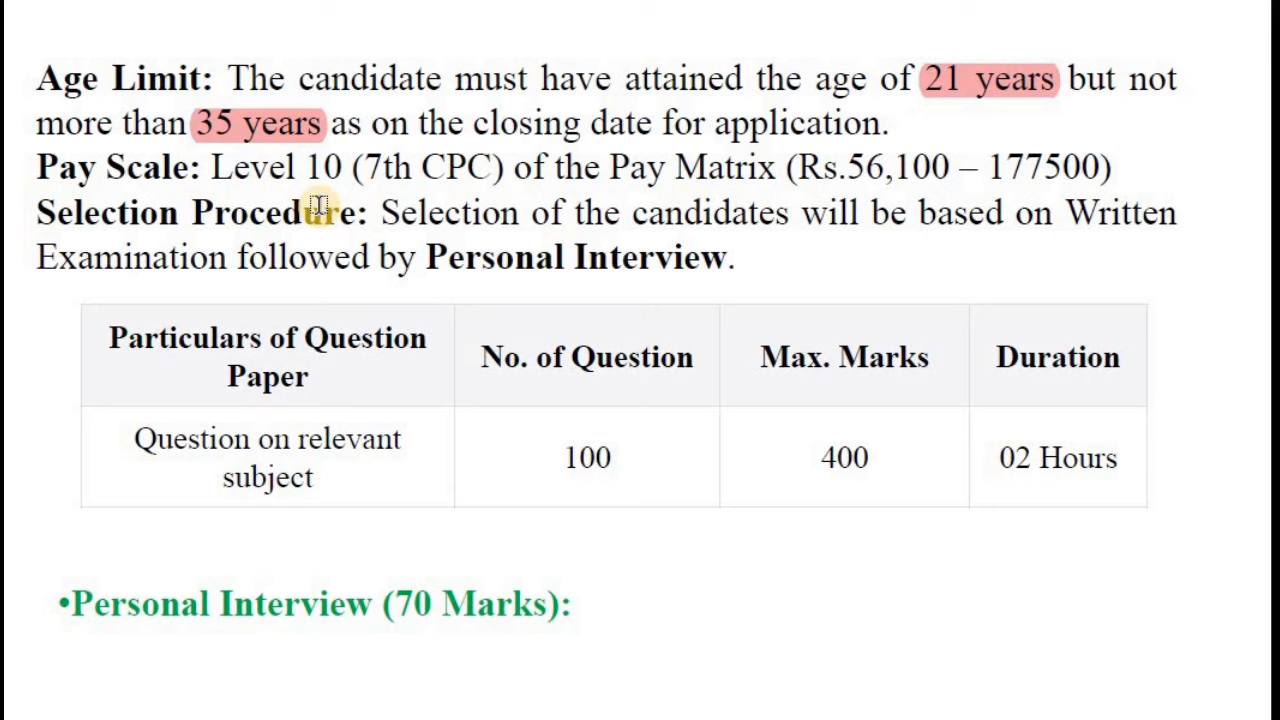 Age Limit: The candidate must have attained the age of 21 years but not
more than 35 years as on the closing date for application.
Pay Scale: Level 10 (7th CPC) of the Pay Matrix (Rs.56,100 – 177500)
Selection Procedure: Selection of the candidates will be based on Written
Examination followed by Personal Interview.
Particulars of Question
Paper
No. of Question
Max. Marks
Duration
Question on relevant
subject
100
400
02 Hours
•Personal Interview (70 Marks):